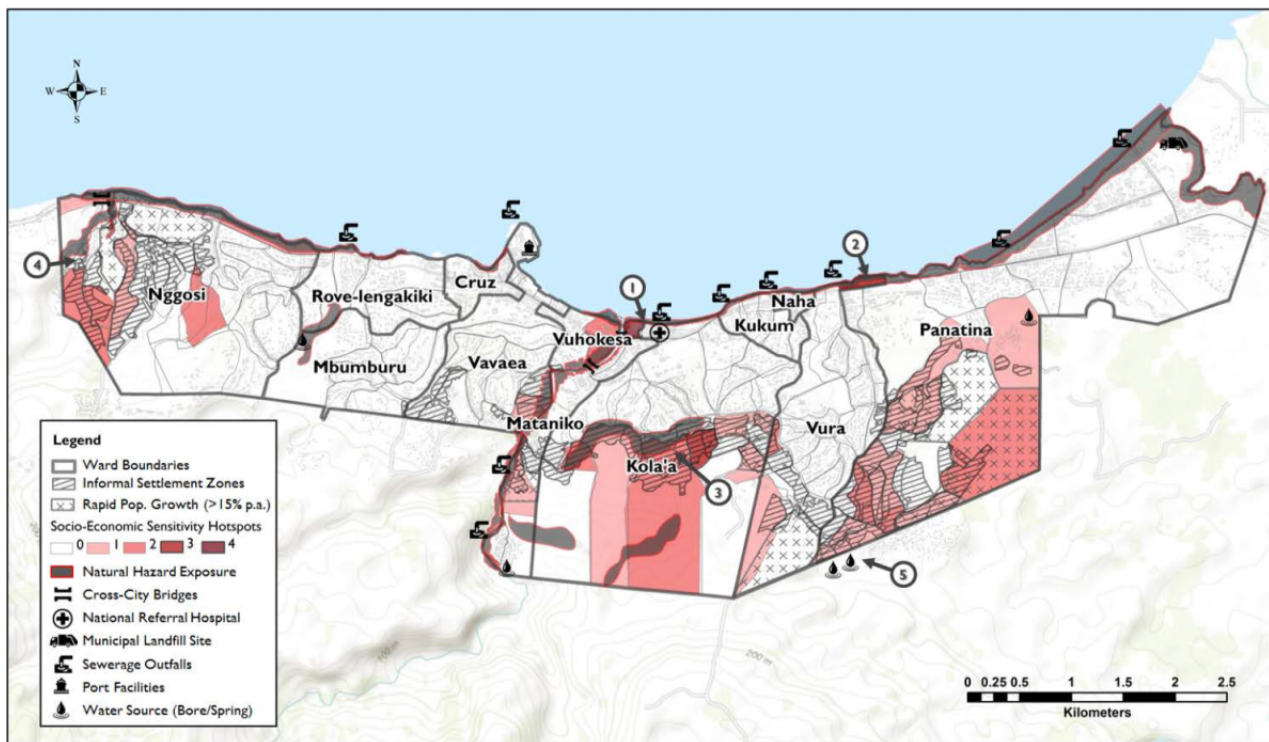 N
W E
S
1
2
4
Nggosi
Rove-lengakiki
Cruz
Naha
Kukum
Panatina
Vuhokesa
Vavaea
Mbumburu
Mataniko
Vura
Kola'a
3
5
100 m
200 m
Legend
Ward Boundaries
Informal Settlement Zones
Rapid Pop. Growth (>15% p.a.)
Socio-Economic Sensitivity Hotspots
0 1 2 3 4
Natural Hazard Exposure
Cross-City Bridges
National Referral Hospital
Municipal Landfill Site
Sewerage Outfalls
Port Facilities
Water Source (Bore/Spring)
0 0.25 0.5 1 1.5 2 2.5
Kilometers